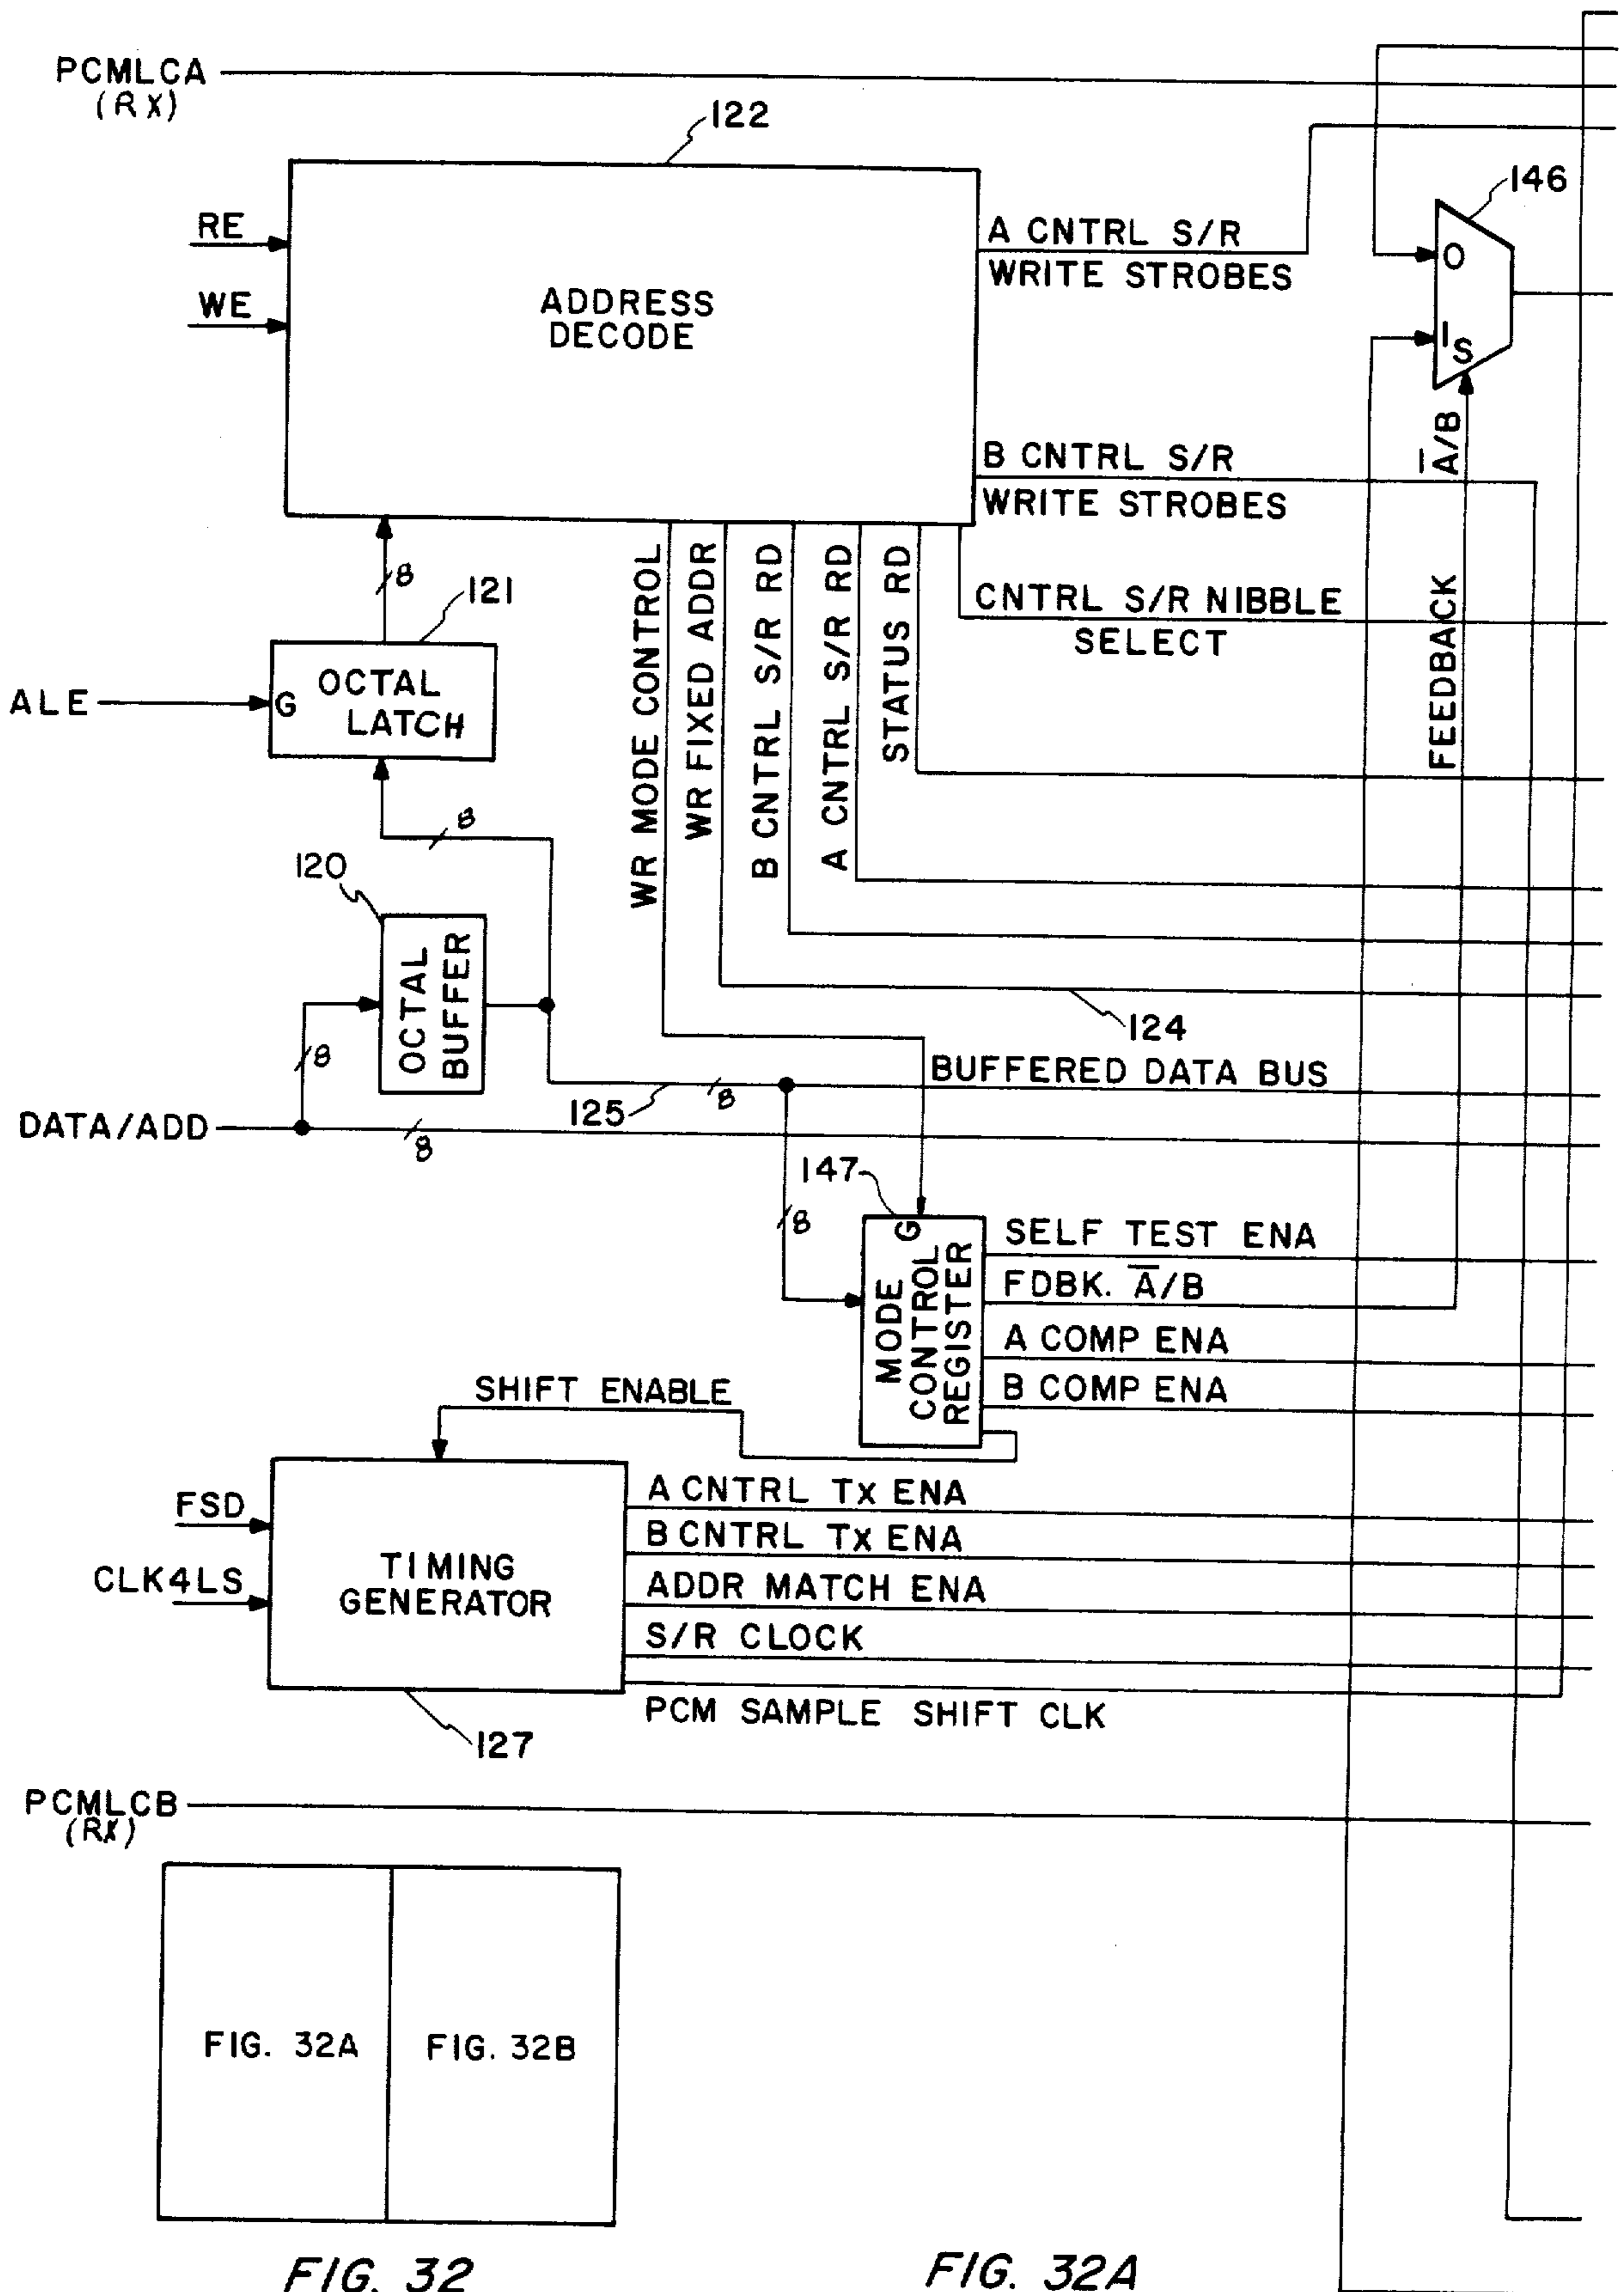 PCMLCA
(RX)
122
146
RE
WE
ADDRESS
DECODE
A CNTRL S/R
WRITE STROBES
0
1
S
B CNTRL S/R
WRITE STROBES
A̅/B
FEEDBACK
8
121
OCTAL
LATCH
G
ALE
WR MODE CONTROL
WR FIXED ADDR
B CNTRL S/R RD
A CNTRL S/R RD
STATUS RD
CNTRL S/R NIBBLE
SELECT
8
120
OCTAL
BUFFER
8
124
BUFFERED DATA BUS
125
8
DATA/ADD
8
147
8
G
MODE
CONTROL
REGISTER
SELF TEST ENA
FDBK. A̅/B
A COMP ENA
B COMP ENA
SHIFT ENABLE
FSD
CLK4LS
TIMING
GENERATOR
A CNTRL Tx ENA
B CNTRL Tx ENA
ADDR MATCH ENA
S/R CLOCK
PCM SAMPLE SHIFT CLK
127
PCMLCB
(RX)
FIG. 32A
FIG. 32B
FIG. 32
FIG. 32A